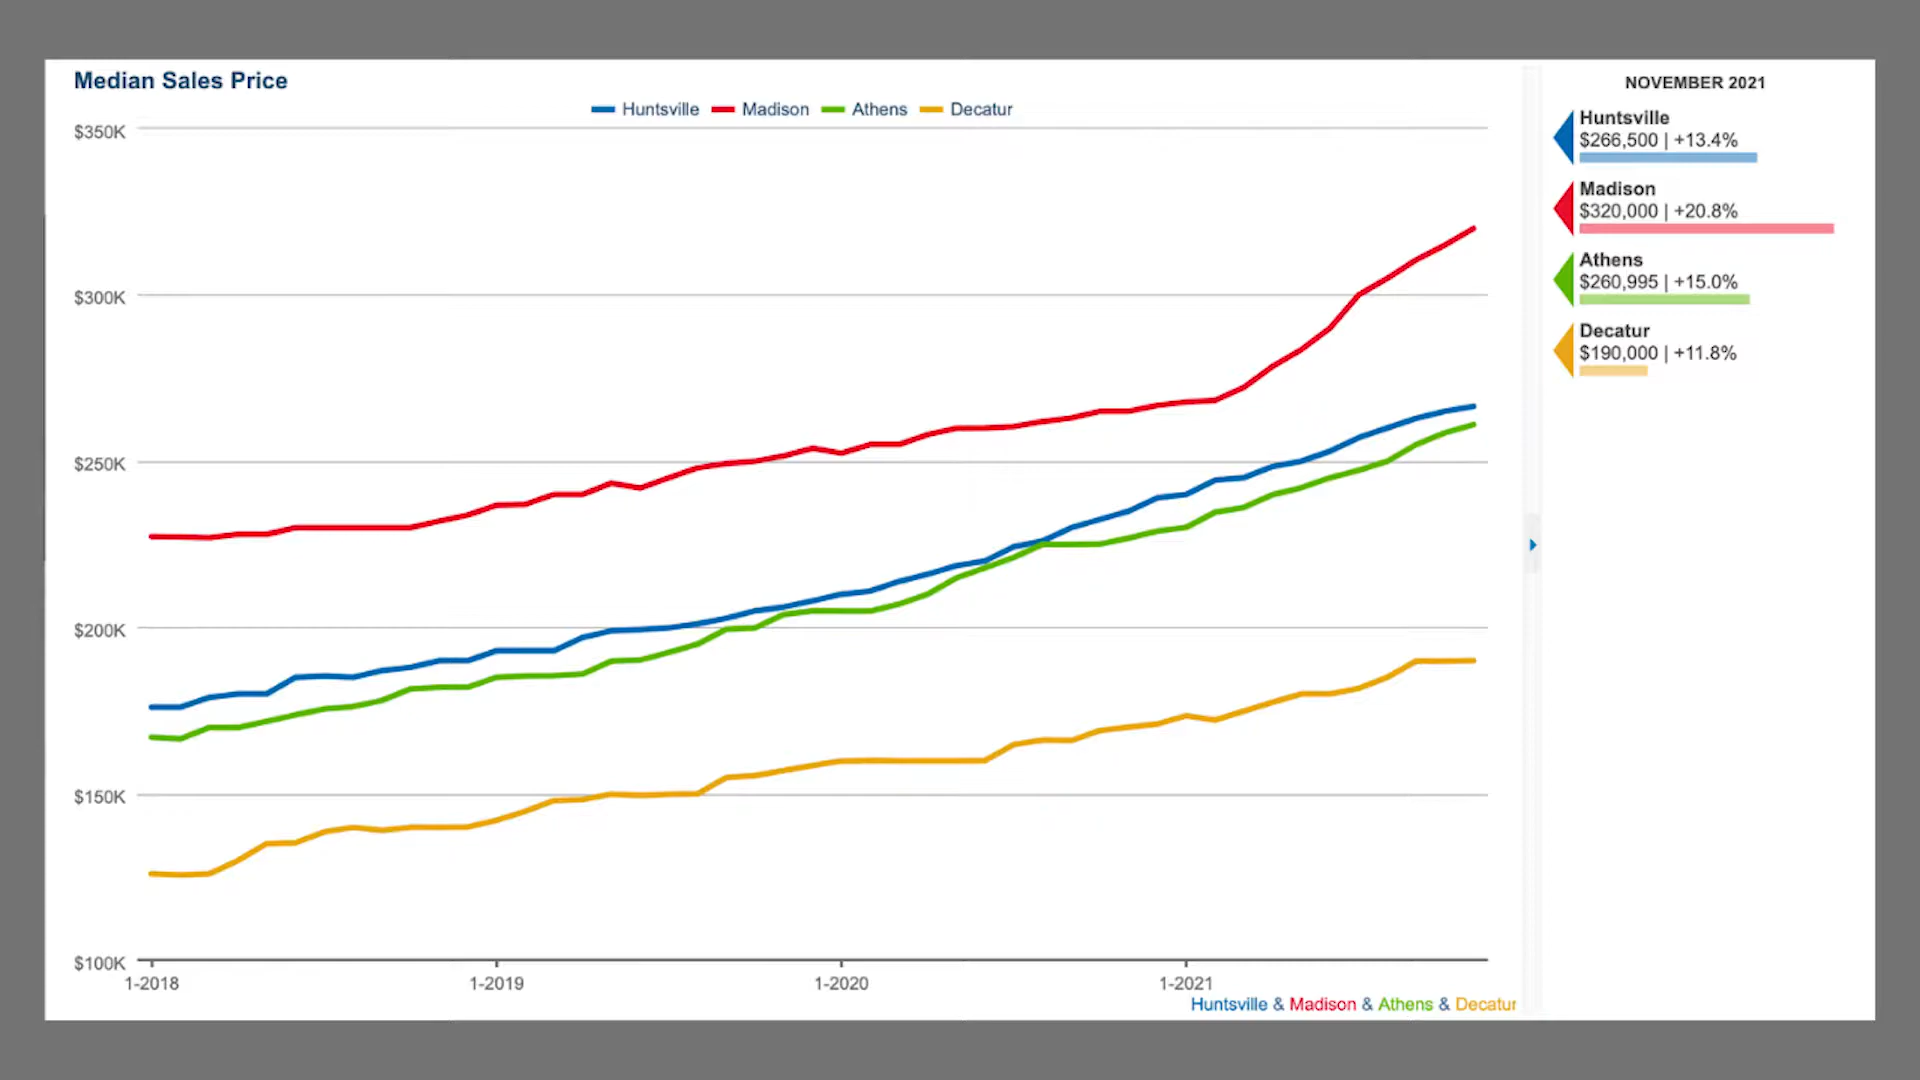 Median Sales Price
Huntsville Madison Athens Decatur
$350K
$300K
$250K
$200K
$150K
$100K
1-2018 1-2019 1-2020 1-2021
Huntsville & Madison & Athens & Decatur
NOVEMBER 2021
Huntsville
$266,500 | +13.4%
Madison
$320,000 | +20.8%
Athens
$260,995 | +15.0%
Decatur
$190,000 | +11.8%